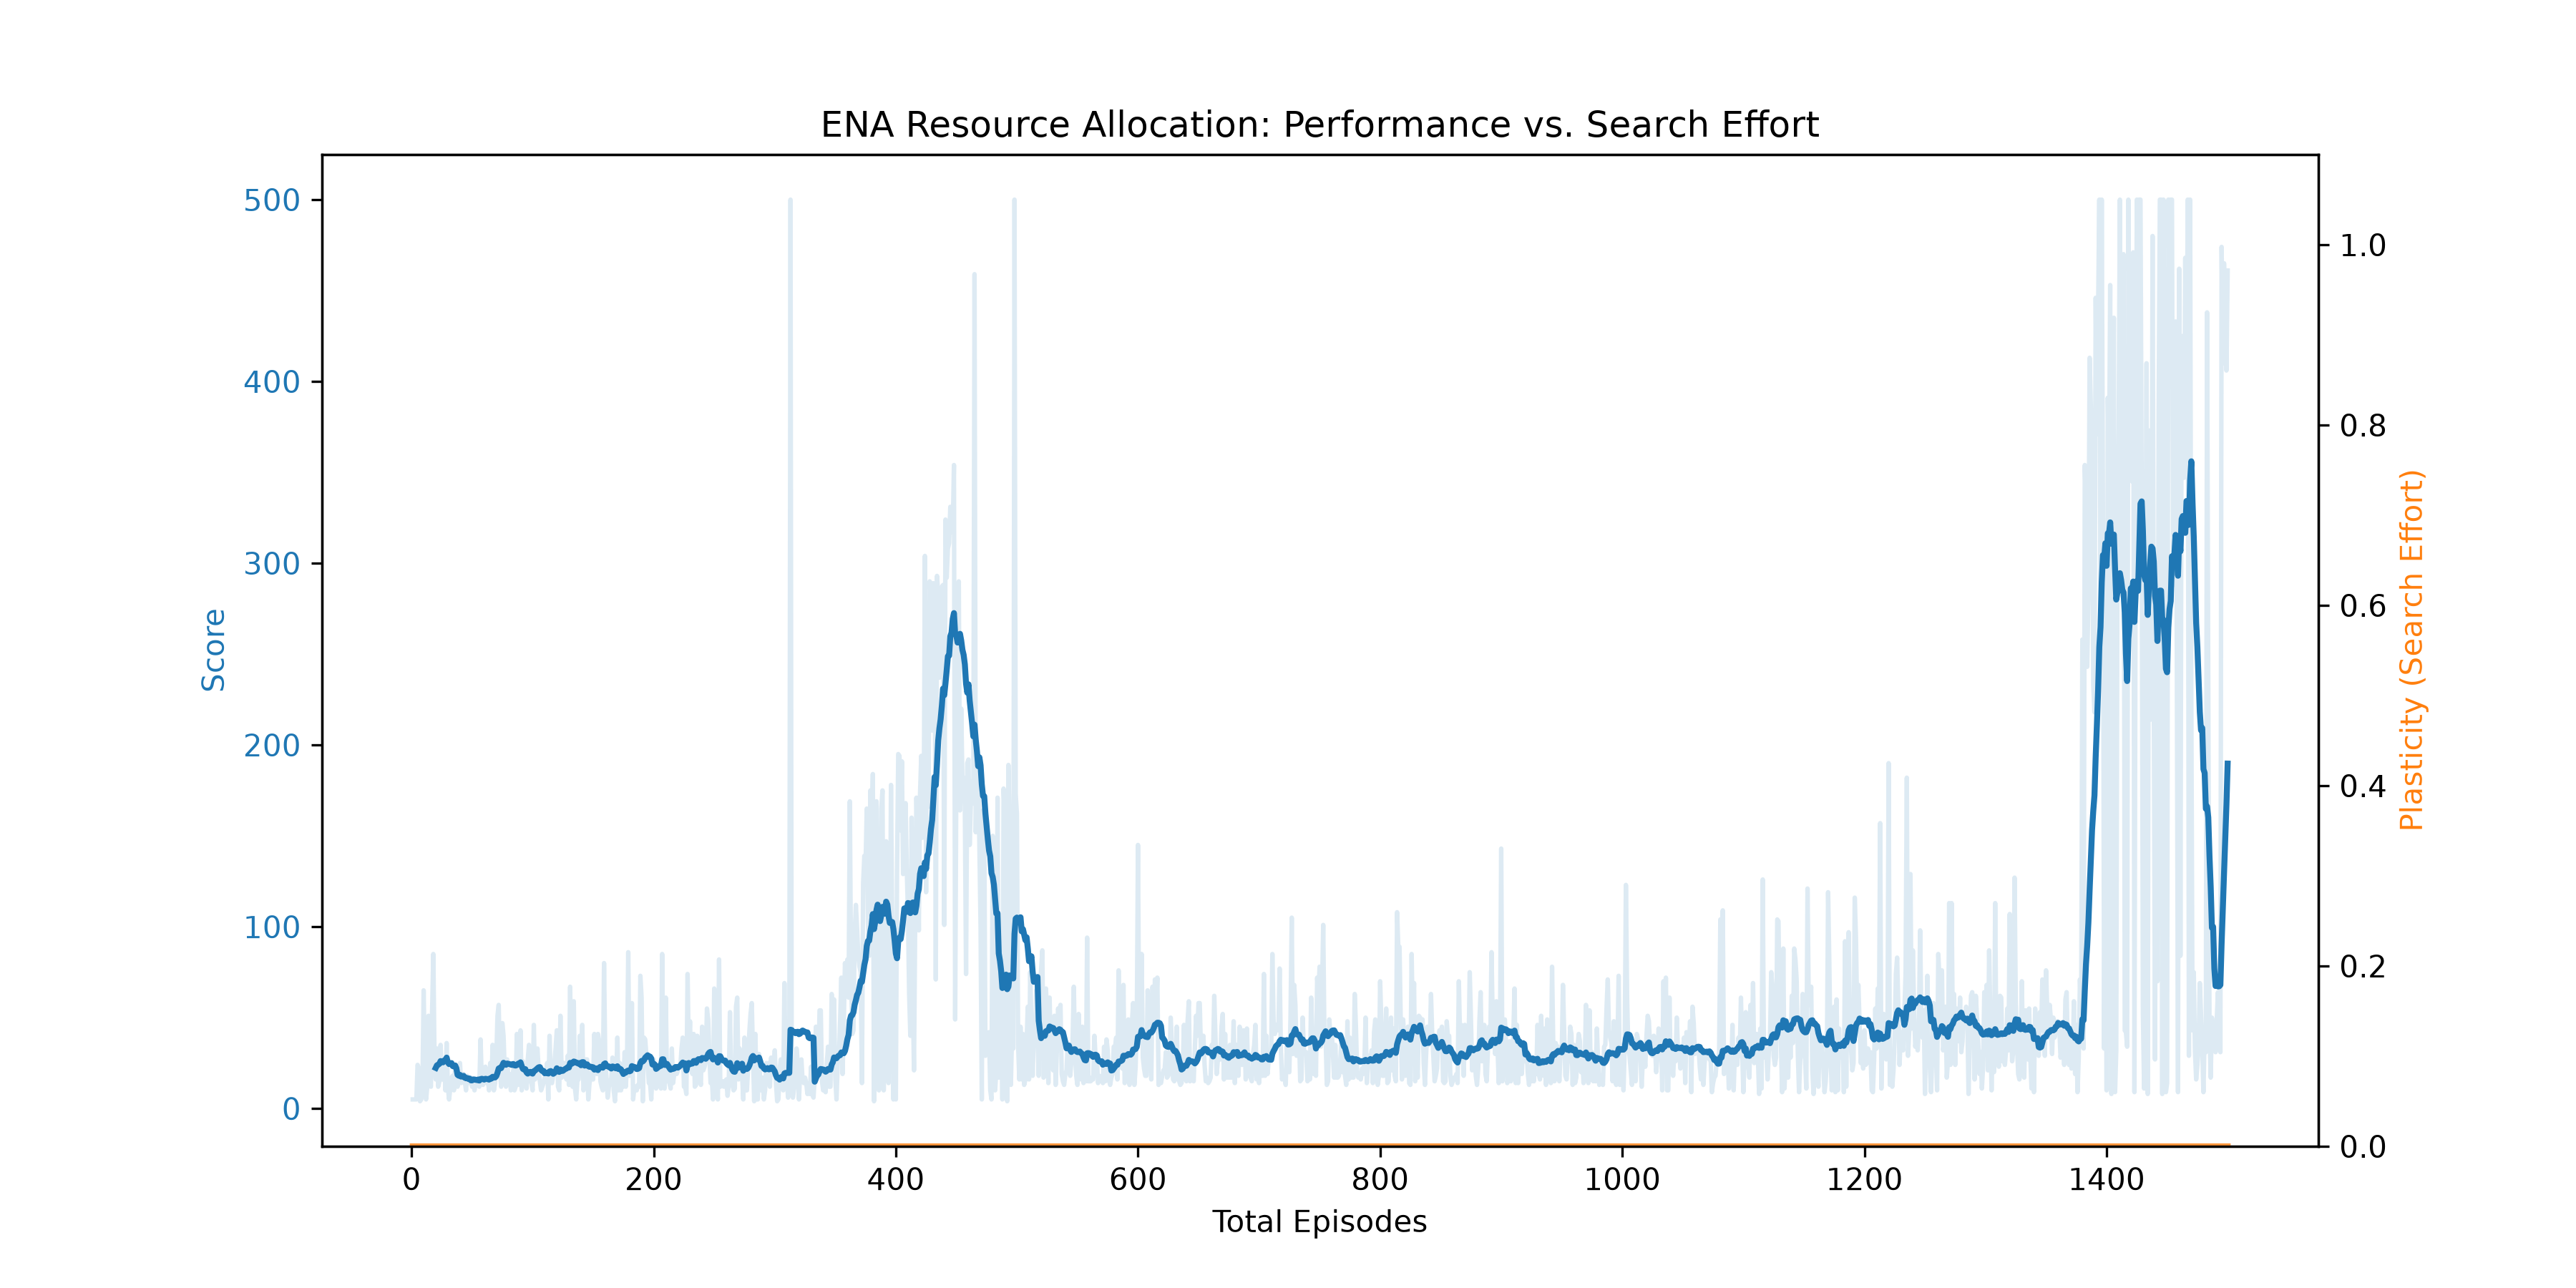 ENA Resource Allocation: Performance vs. Search Effort
500
400
300
200
100
0
Score
1.0
0.8
0.6
0.4
0.2
0.0
Plasticity (Search Effort)
0 200 400 600 800 1000 1200 1400
Total Episodes